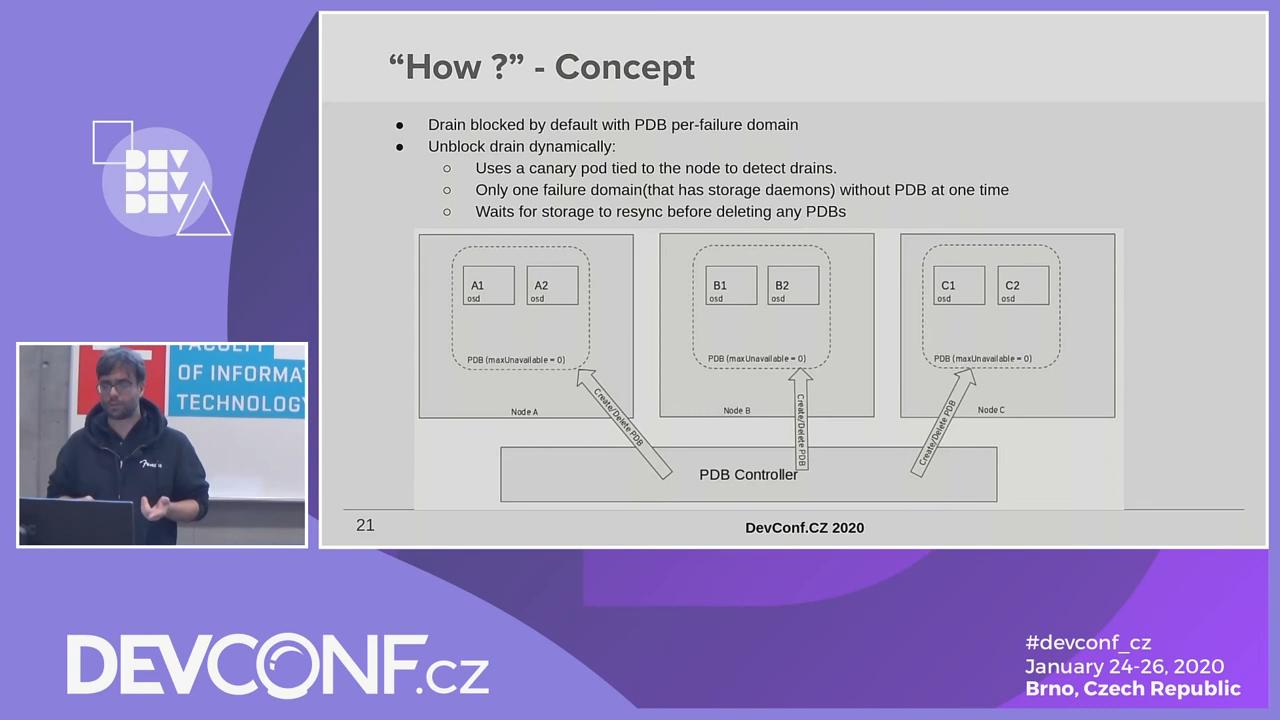 “How ?” - Concept
● Drain blocked by default with PDB per-failure domain
● Unblock drain dynamically:
○ Uses a canary pod tied to the node to detect drains.
○ Only one failure domain(that has storage daemons) without PDB at one time
○ Waits for storage to resync before deleting any PDBs
DEV
DEV
DEV
A1
osd
A2
osd
PDB (maxUnavailable = 0)
Node A
B1
osd
B2
osd
PDB (maxUnavailable = 0)
Node B
C1
osd
C2
osd
PDB (maxUnavailable = 0)
Node C
Create/Delete PDB
Create/Delete PDB
Create/Delete PDB
PDB Controller
21
DevConf.CZ 2020
FACULTY
OF INFORMAT
TECHNOLOGY
Fender
DEVCONF.cz
#devconf_cz
January 24-26, 2020
Brno, Czech Republic